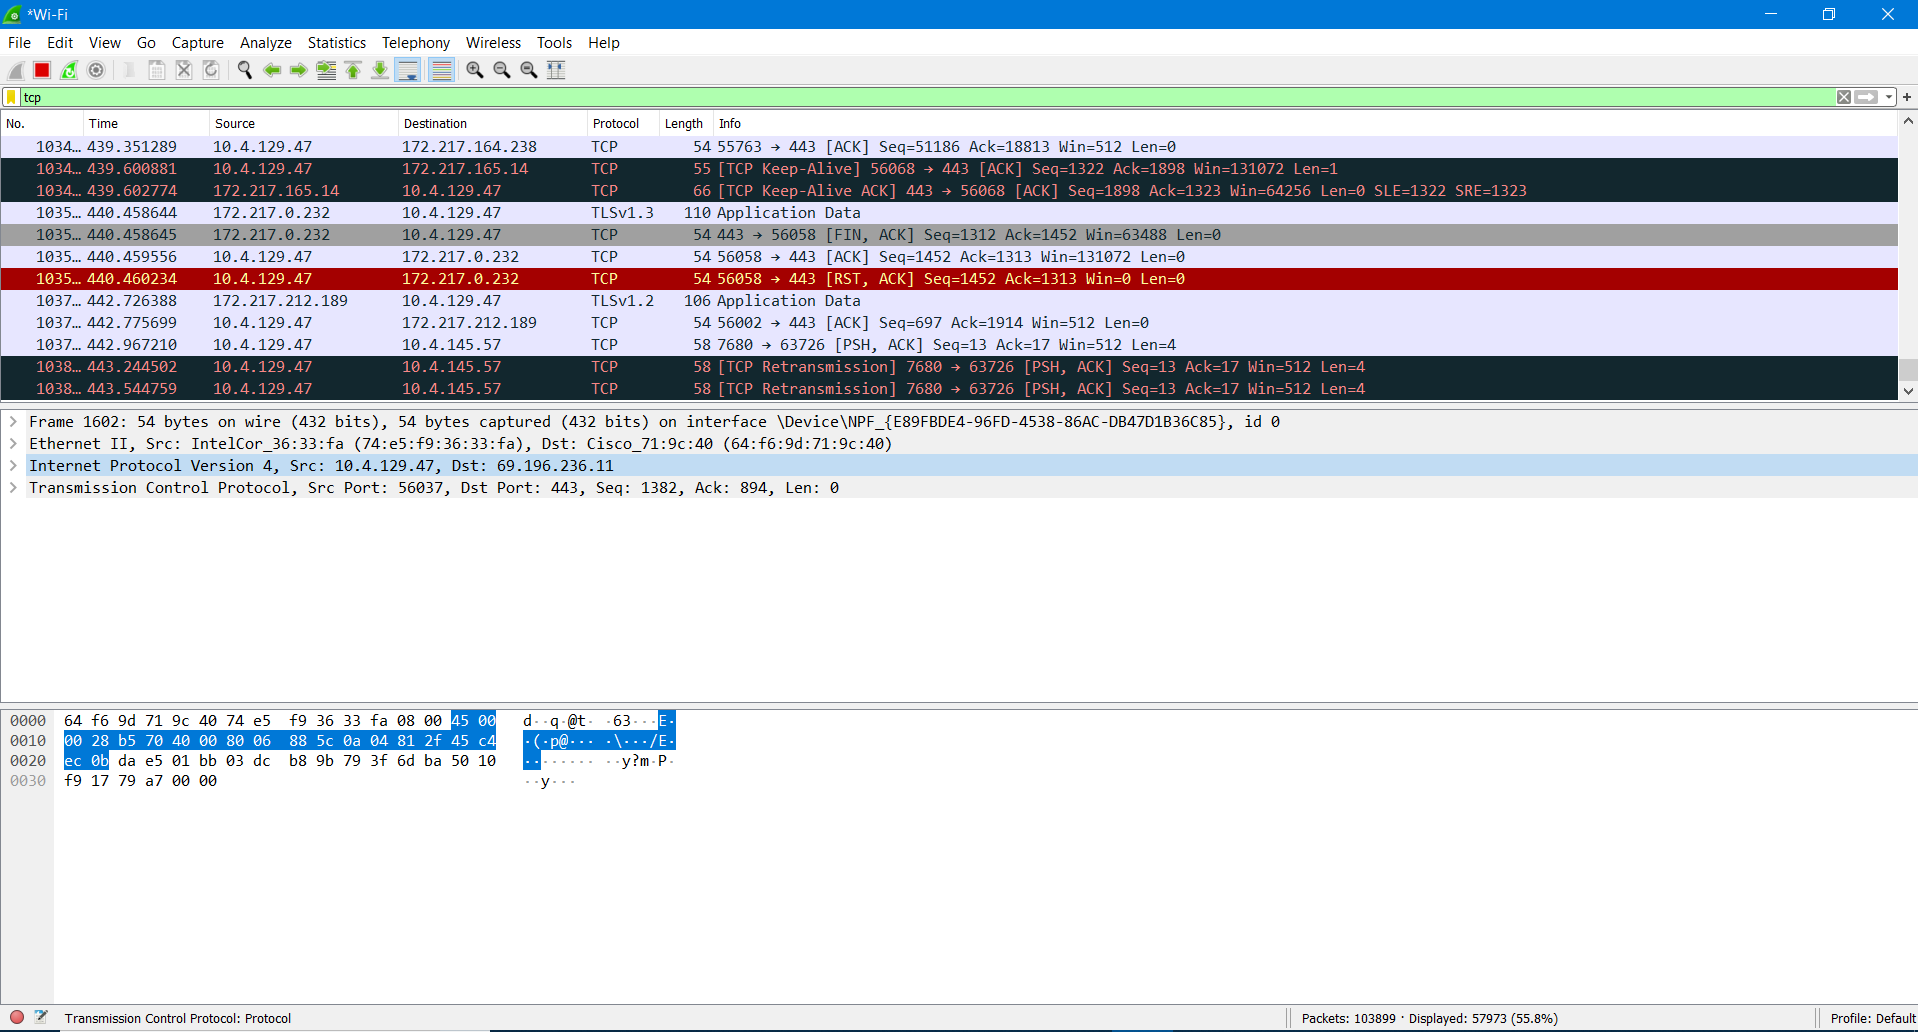 *Wi-Fi
File Edit View Go Capture Analyze Statistics Telephony Wireless Tools Help
tcp
No. Time Source Destination Protocol Length Info
1034… 439.351289 10.4.129.47 172.217.164.238 TCP 54 55763 → 443 [ACK] Seq=51186 Ack=18813 Win=512 Len=0
1034… 439.600881 10.4.129.47 172.217.165.14 TCP 55 [TCP Keep-Alive] 56068 → 443 [ACK] Seq=1322 Ack=1898 Win=131072 Len=1
1034… 439.602774 172.217.165.14 10.4.129.47 TCP 66 [TCP Keep-Alive ACK] 443 → 56068 [ACK] Seq=1898 Ack=1323 Win=64256 Len=0 SLE=1322 SRE=1323
1035… 440.458644 172.217.0.232 10.4.129.47 TLSv1.3 110 Application Data
1035… 440.458645 172.217.0.232 10.4.129.47 TCP 54 443 → 56058 [FIN, ACK] Seq=1312 Ack=1452 Win=63488 Len=0
1035… 440.459556 10.4.129.47 172.217.0.232 TCP 54 56058 → 443 [ACK] Seq=1452 Ack=1313 Win=131072 Len=0
1035… 440.460234 10.4.129.47 172.217.0.232 TCP 54 56058 → 443 [RST, ACK] Seq=1452 Ack=1313 Win=0 Len=0
1037… 442.726388 172.217.212.189 10.4.129.47 TLSv1.2 106 Application Data
1037… 442.775699 10.4.129.47 172.217.212.189 TCP 54 56002 → 443 [ACK] Seq=697 Ack=1914 Win=512 Len=0
1037… 442.967210 10.4.129.47 10.4.145.57 TCP 58 7680 → 63726 [PSH, ACK] Seq=13 Ack=17 Win=512 Len=4
1038… 443.244502 10.4.129.47 10.4.145.57 TCP 58 [TCP Retransmission] 7680 → 63726 [PSH, ACK] Seq=13 Ack=17 Win=512 Len=4
1038… 443.544759 10.4.129.47 10.4.145.57 TCP 58 [TCP Retransmission] 7680 → 63726 [PSH, ACK] Seq=13 Ack=17 Win=512 Len=4
Frame 1602: 54 bytes on wire (432 bits), 54 bytes captured (432 bits) on interface \Device\NPF_{E89FBDE4-96FD-4538-86AC-DB47D1B36C85}, id 0
Ethernet II, Src: IntelCor_36:33:fa (74:e5:f9:36:33:fa), Dst: Cisco_71:9c:40 (64:f6:9d:71:9c:40)
Internet Protocol Version 4, Src: 10.4.129.47, Dst: 69.196.236.11
Transmission Control Protocol, Src Port: 56037, Dst Port: 443, Seq: 1382, Ack: 894, Len: 0
0000 64 f6 9d 71 9c 40 74 e5 f9 36 33 fa 08 00 45 00 d··q·@t· ·63···E·
0010 00 28 b5 70 40 00 80 06 88 5c 0a 04 81 2f 45 c4 ·(·p@··· ·\···/E·
0020 ec 0b da e5 01 bb 03 dc b8 9b 79 3f 6d ba 50 10 ········ ··y?m·P·
0030 f9 17 79 a7 00 00 ··y···
Transmission Control Protocol: Protocol
Packets: 103899 · Displayed: 57973 (55.8%)
Profile: Default